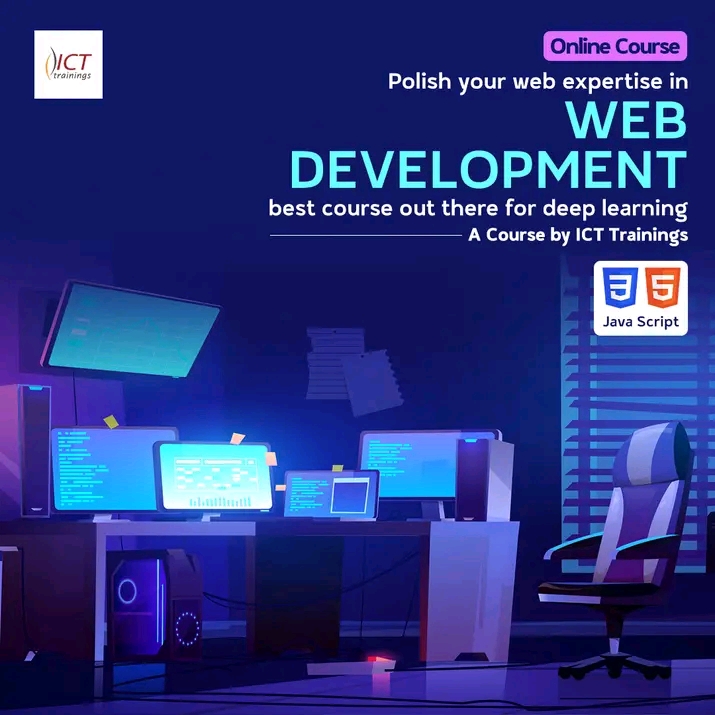 ICT
trainings
Online Course
Polish your web expertise in
WEB
DEVELOPMENT
best course out there for deep learning
A Course by ICT Trainings
3 5
Java Script